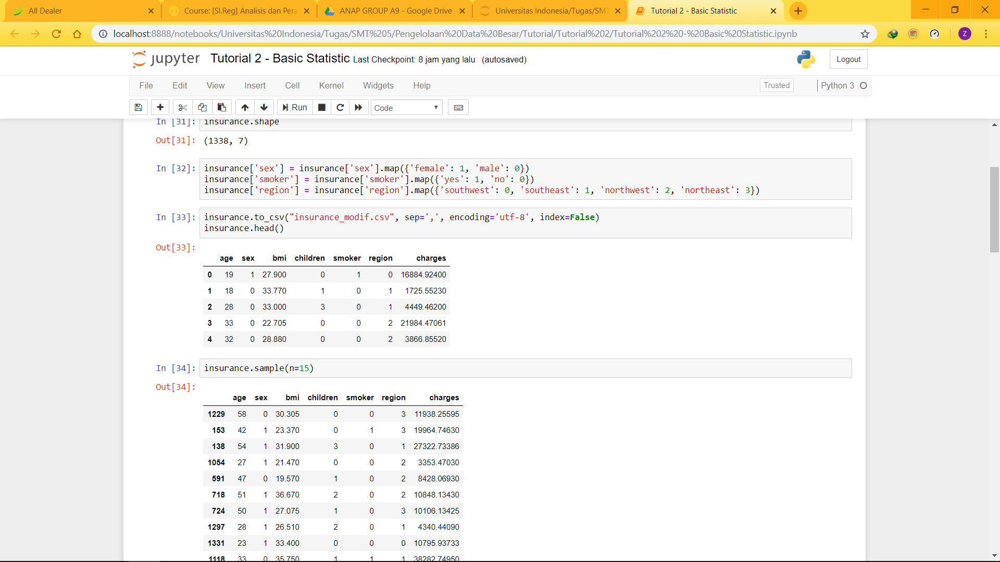 All Dealer
Course: [SI.Reg] Analisis dan Pera
ANAP GROUP A9 - Google Drive
Universitas Indonesia/Tugas/SMT
Tutorial 2 - Basic Statistic
localhost:8888/notebooks/Universitas%20Indonesia/Tugas/SMT%205/Pengelolaan%20Data%20Besar/Tutorial/Tutorial%202/Tutorial%202%20-%20Basic%20Statistic.ipynb
Z
jupyter Tutorial 2 - Basic Statistic Last Checkpoint: 8 jam yang lalu (autosaved)
Logout
File Edit View Insert Cell Kernel Widgets Help
Trusted
Python 3
Run
Code
In [31]: insurance.shape
Out[31]: (1338, 7)
In [32]: insurance['sex'] = insurance['sex'].map({'female': 1, 'male': 0})
insurance['smoker'] = insurance['smoker'].map({'yes': 1, 'no': 0})
insurance['region'] = insurance['region'].map({'southwest': 0, 'southeast': 1, 'northwest': 2, 'northeast': 3})
In [33]: insurance.to_csv("insurance_modif.csv", sep=',', encoding='utf-8', index=False)
insurance.head()
Out[33]:
age sex bmi children smoker region charges
0 19 1 27.900 0 1 0 16884.92400
1 18 0 33.770 1 0 1 1725.55230
2 28 0 33.000 3 0 1 4449.46200
3 33 0 22.705 0 0 2 21984.47061
4 32 0 28.880 0 0 2 3866.85520
In [34]: insurance.sample(n=15)
Out[34]:
age sex bmi children smoker region charges
1229 58 0 30.305 0 0 3 11938.25595
153 42 1 23.370 0 1 3 19964.74630
138 54 1 31.900 3 0 1 27322.73386
1054 27 1 21.470 0 0 2 3353.47030
591 47 0 19.570 1 0 2 8428.06930
718 51 1 36.670 2 0 2 10848.13430
724 50 1 27.075 1 0 3 10106.13425
1297 28 1 26.510 2 0 1 4340.44090
1331 23 1 33.400 0 0 0 10795.93733
1118 33 0 35.750 1 1 1 38282.74950